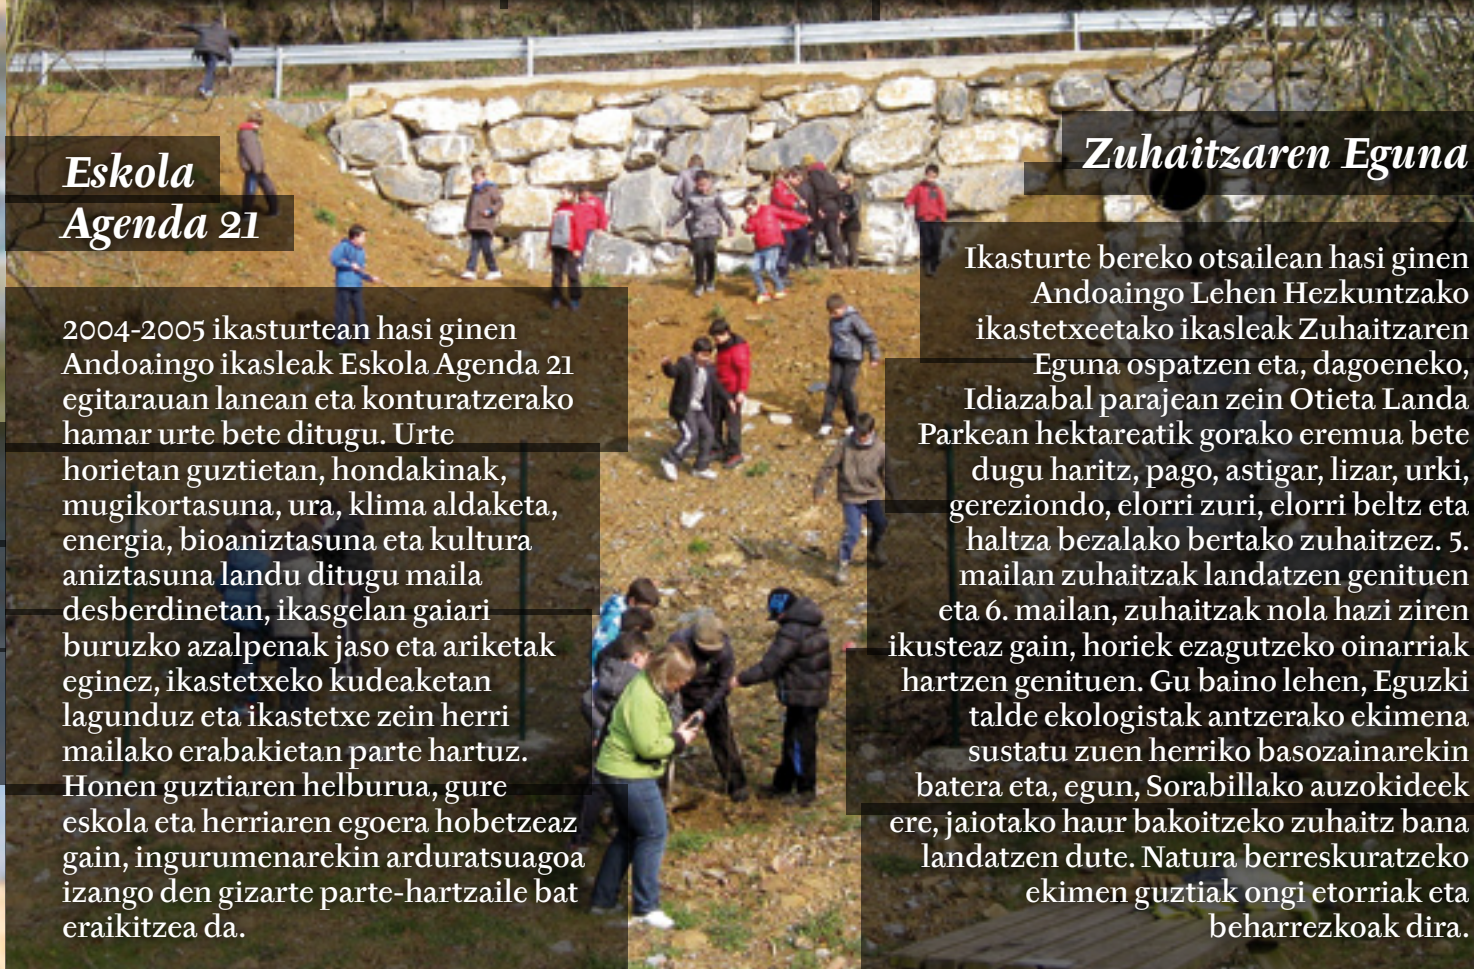 Eskola
Agenda 21
2004-2005 ikasturtean hasi ginen
Andoaingo ikasleak Eskola Agenda 21
egitarauan lanean eta konturatzerako
hamar urte bete ditugu. Urte
horietan guztietan, hondakinak,
mugikortasuna, ura, klima aldaketa,
energia, bioaniztasuna eta kultura
aniztasuna landu ditugu maila
desberdinetan, ikasgelan gaiari
buruzko azalpenak jaso eta ariketak
eginez, ikastetxeko kudeaketan
lagunduz eta ikastetxe zein herri
mailako erabakietan parte hartuz.
Honen guztiaren helburua, gure
eskola eta herriaren egoera hobetzeaz
gain, ingurumenarekin arduratsuagoa
izango den gizarte parte-hartzaile bat
eraikitzea da.
Zuhaitzaren Eguna
Ikasturte bereko otsailean hasi ginen
Andoaingo Lehen Hezkuntzako
ikastetxeetako ikasleak Zuhaitzaren
Eguna ospatzen eta, dagoeneko,
Idiazabal parajean zein Otieta Landa
Parkean hektareatik gorako eremua bete
dugu haritz, pago, astigar, lizar, urki,
gereziondo, elorri zuri, elorri beltz eta
haltza bezalako bertako zuhaitzez. 5.
mailan zuhaitzak landatzen genituen
eta 6. mailan, zuhaitzak nola hazi ziren
ikusteaz gain, horiek ezagutzeko oinarriak
hartzen genituen. Gu baino lehen, Eguzki
talde ekologistak antzerako ekimena
sustatu zuen herriko basozainarekin
batera eta, egun, Sorabillako auzokideek
ere, jaiotako haur bakoitzeko zuhaitz bana
landatzen dute. Natura berreskuratzeko
ekimen guztiak ongi etorriak eta
beharrezkoak dira.